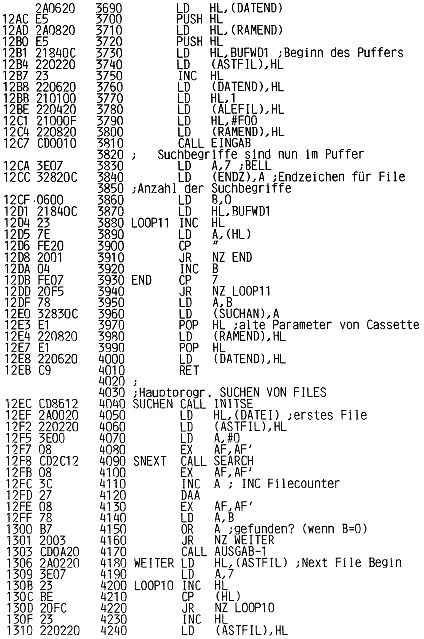 2A0620 3690 LD HL,(DATEND)
12AC E5 3700 PUSH HL
12AD 2A0820 3710 LD HL,(RAMEND)
12B0 E5 3720 PUSH HL
12B1 21840C 3730 LD HL,BUFWD1 ;Beginn des Puffers
12B4 220220 3740 LD (ASTFIL),HL
12B7 23 3750 INC HL
12B8 220620 3760 LD (DATEND),HL
12BB 210100 3770 LD HL,1
12BE 220420 3780 LD (ALEFIL),HL
12C1 21000F 3790 LD HL,#F00
12C4 220820 3800 LD (RAMEND),HL
12C7 CD0010 3810 CALL EINGAB
3820 ; Suchbegriffe sind nun im Puffer
12CA 3E07 3830 LD A,7 ;BELL
12CC 32820C 3840 LD (ENDZ),A ;Endzeichen für File
3850 ;Anzahl der Suchbegriffe
12CF 0600 3860 LD B,0
12D1 21840C 3870 LD HL,BUFWD1
12D4 23 3880 LOOP11 INC HL
12D5 7E 3890 LD A,(HL)
12D6 FE20 3900 CP "
12D8 2001 3910 JR NZ END
12DA 04 3920 INC B
12DB FE07 3930 END CP 7
12DD 20F5 3940 JR NZ LOOP11
12DF 78 3950 LD A,B
12E0 32830C 3960 LD (SUCHAN),A
12E3 E1 3970 POP HL ;alte Parameter von Cassette
12E4 220820 3980 LD (RAMEND),HL
12E7 E1 3990 POP HL
12E8 220620 4000 LD (DATEND),HL
12EB C9 4010 RET
4020 ;
4030 ;Hauptprogr. SUCHEN VON FILES
12EC CD8612 4040 SUCHEN CALL INITSE
12EF 2A0020 4050 LD HL,(DATEI) ;erstes File
12F2 220220 4060 LD (ASTFIL),HL
12F5 3E00 4070 LD A,#0
12F7 08 4080 EX AF,AF'
12F8 CD2C12 4090 SNEXT CALL SEARCH
12FB 08 4100 EX AF,AF'
12FC 3C 4110 INC A ; INC Filecounter
12FD 27 4120 DAA
12FE 08 4130 EX AF,AF'
12FF 78 4140 LD A,B
1300 B7 4150 OR A ;gefunden? (wenn B=0)
1301 2003 4160 JR NZ WEITER
1303 CD0A20 4170 CALL AUSGAB-1
1306 2A0220 4180 WEITER LD HL,(ASTFIL) ;Next File Begin
1309 3E07 4190 LD A,7
130B 23 4200 LOOP10 INC HL
130C BE 4210 CP (HL)
130D 20FC 4220 JR NZ LOOP10
130F 23 4230 INC HL
1310 220220 4240 LD (ASTFIL),HL